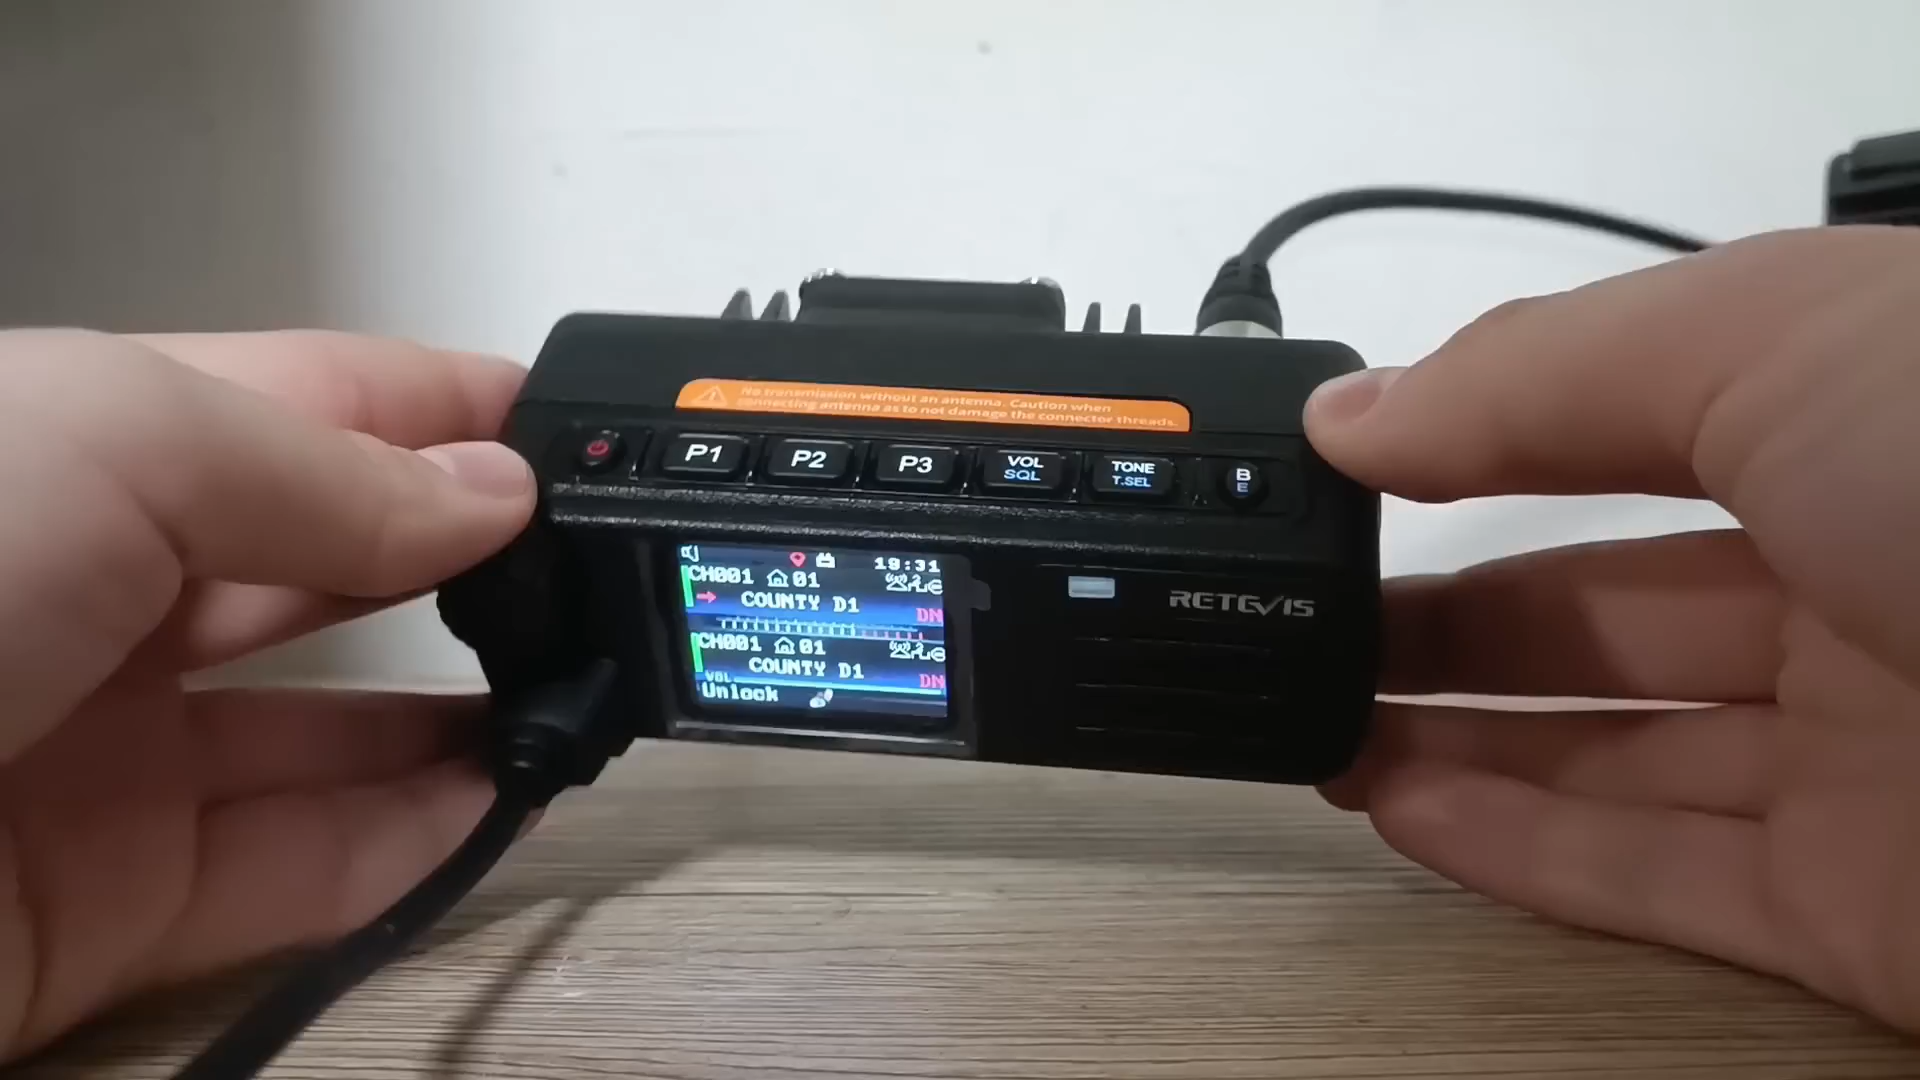 No transmission without an antenna. Caution when
connecting antenna as to not damage the connector threads.
P1
P2
P3
VOL
SQL
TONE
T.SEL
B
E
19:31
CH001 01
COUNTY D1
DN
CH001 01
COUNTY D1
DN
VOL
Unlock
RETEVIS